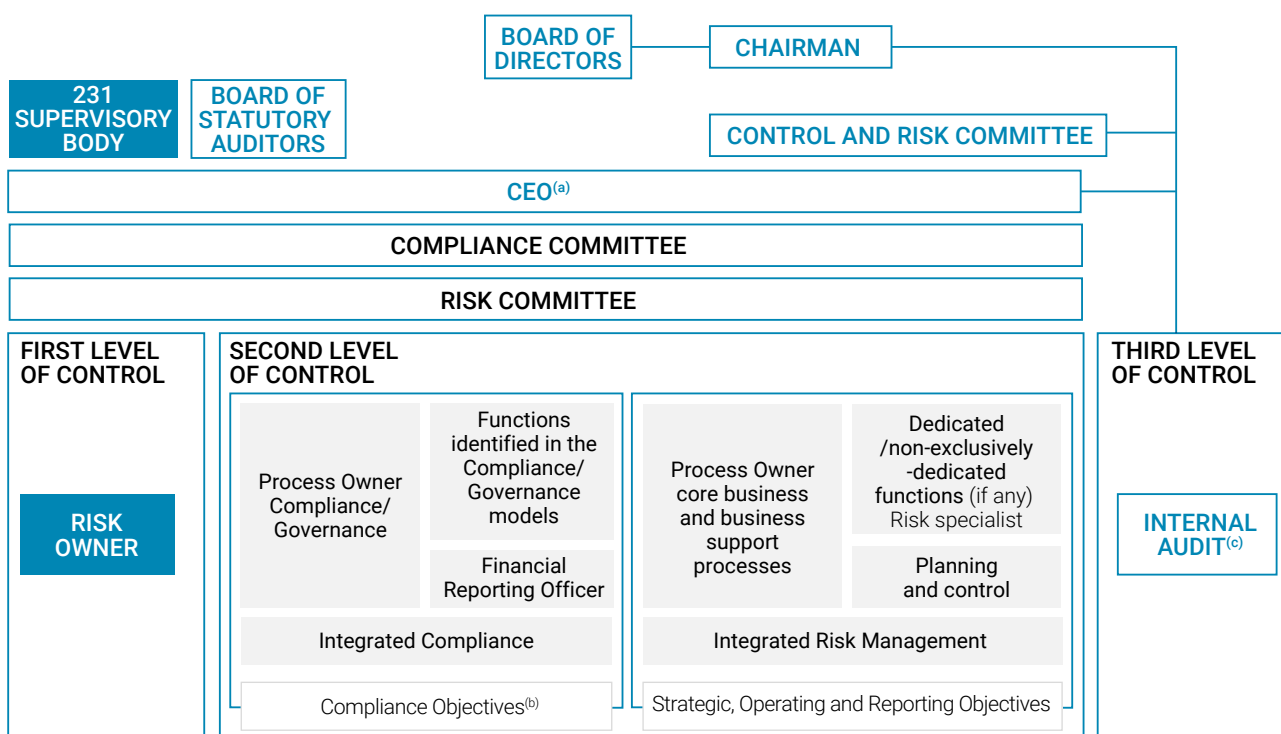 BOARD OF
DIRECTORS
CHAIRMAN
231
SUPERVISORY
BODY
BOARD OF
STATUTORY
AUDITORS
CONTROL AND RISK COMMITTEE
CEO(a)
COMPLIANCE COMMITTEE
RISK COMMITTEE
FIRST LEVEL
OF CONTROL
RISK
OWNER
SECOND LEVEL
OF CONTROL
Process Owner
Compliance/
Governance
Functions
identified in the
Compliance/
Governance
models
Financial
Reporting Officer
Integrated Compliance
Compliance Objectives(b)
Process Owner
core business
and business
support
processes
Dedicated
/non-exclusively
-dedicated
functions (if any)
Risk specialist
Planning
and control
Integrated Risk Management
Strategic, Operating and Reporting Objectives
THIRD LEVEL
OF CONTROL
INTERNAL
AUDIT(c)